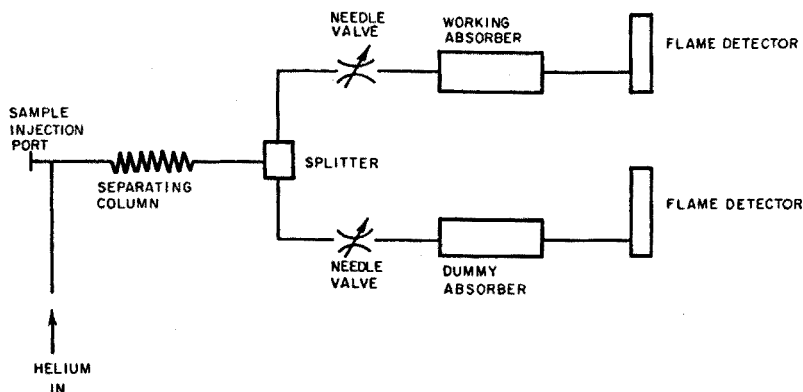 NEEDLE
VALVE
WORKING
ABSORBER
FLAME DETECTOR
SAMPLE
INJECTION
PORT
SEPARATING
COLUMN
SPLITTER
FLAME DETECTOR
NEEDLE
VALVE
DUMMY
ABSORBER
HELIUM
IN